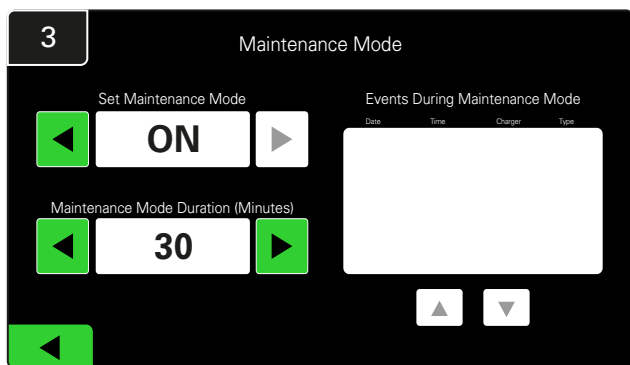 3
Maintenance Mode
Set Maintenance Mode
ON
Maintenance Mode Duration (Minutes)
30
Events During Maintenance Mode
Date Time Charger Type